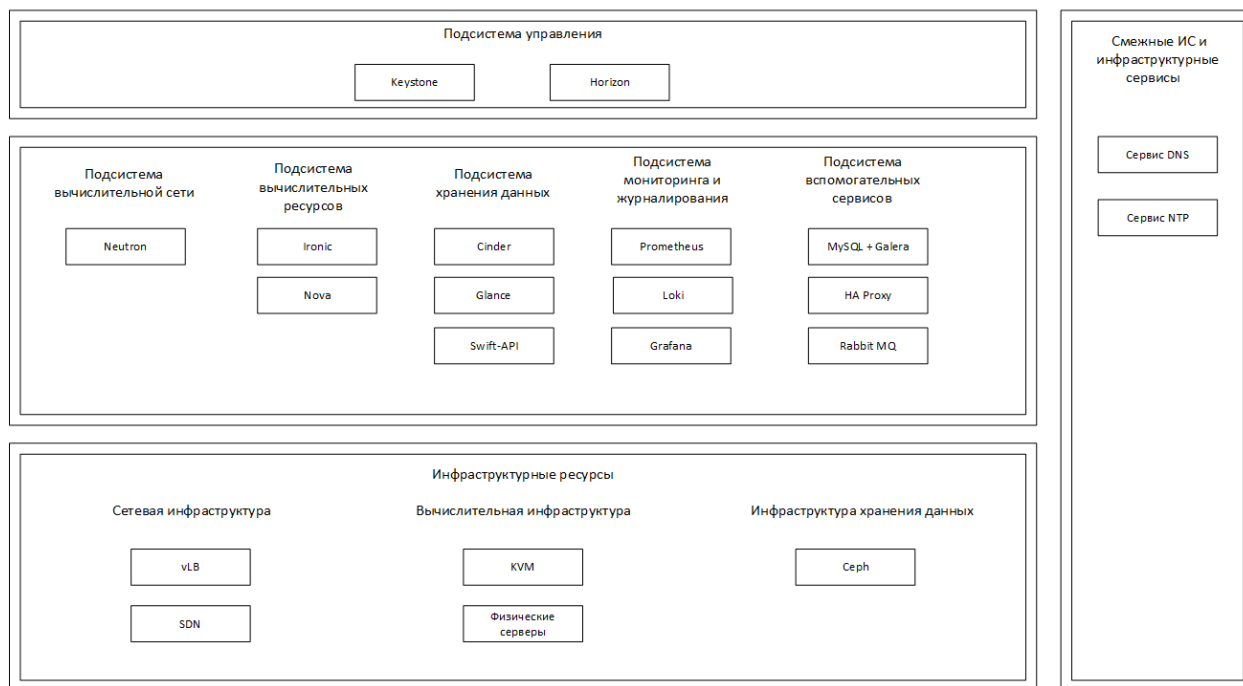 Подсистема управления
Keystone
Horizon
Подсистема
вычислительной сети
Neutron
Подсистема
вычислительных
ресурсов
Ironic
Nova
Подсистема
хранения данных
Cinder
Glance
Swift-API
Подсистема
мониторинга и
журналирования
Prometheus
Loki
Grafana
Подсистема
вспомогательных
сервисов
MySQL + Galera
HA Proxy
Rabbit MQ
Инфраструктурные ресурсы
Сетевая инфраструктура
vLB
SDN
Вычислительная инфраструктура
KVM
Физические
серверы
Инфраструктура хранения данных
Ceph
Смежные ИС и
инфраструктурные
сервисы
Сервис DNS
Сервис NTP